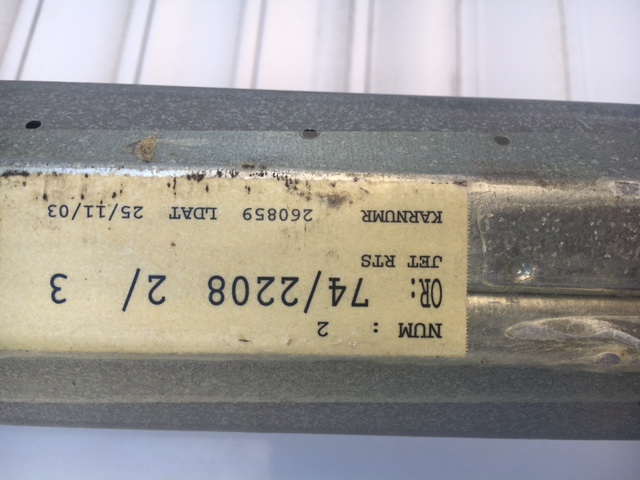 NUM : 2
OR: 74/2208 2/ 3
JET RTS
KARNUMR 260859 LDAT 25/11/03